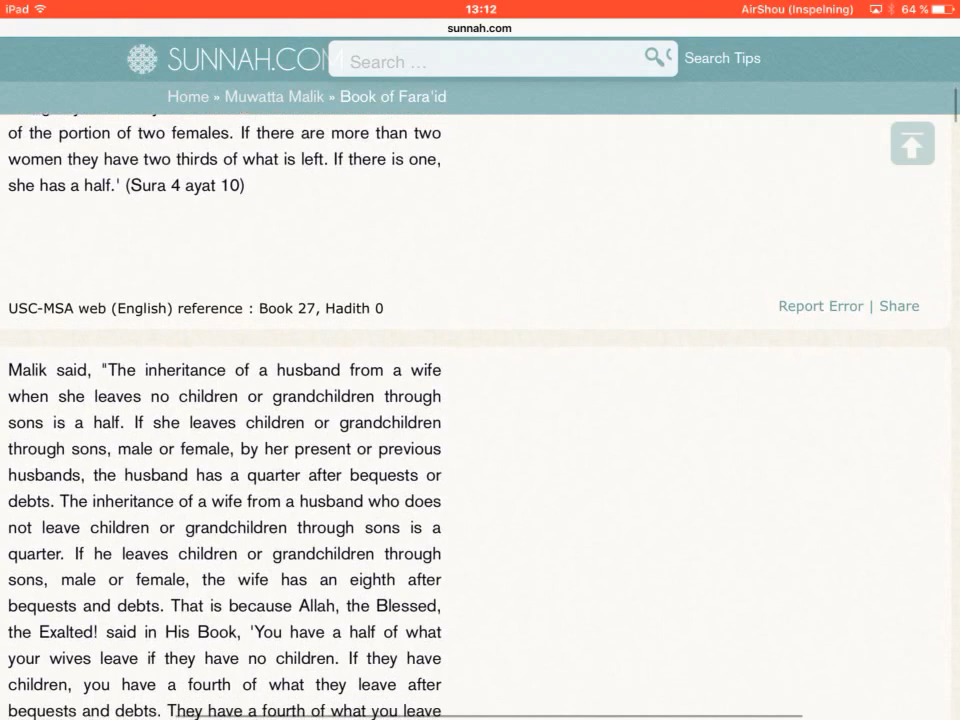 iPad 13:12 AirShou (Inspelning) 64 %
sunnah.com
SUNNAH.COM Search ... Search Tips
Home » Muwatta Malik » Book of Fara'id
of the portion of two females. If there are more than two
women they have two thirds of what is left. If there is one,
she has a half.' (Sura 4 ayat 10)
USC-MSA web (English) reference : Book 27, Hadith 0
Report Error | Share
Malik said, "The inheritance of a husband from a wife
when she leaves no children or grandchildren through
sons is a half. If she leaves children or grandchildren
through sons, male or female, by her present or previous
husbands, the husband has a quarter after bequests or
debts. The inheritance of a wife from a husband who does
not leave children or grandchildren through sons is a
quarter. If he leaves children or grandchildren through
sons, male or female, the wife has an eighth after
bequests and debts. That is because Allah, the Blessed,
the Exalted! said in His Book, 'You have a half of what
your wives leave if they have no children. If they have
children, you have a fourth of what they leave after
bequests and debts. They have a fourth of what you leave